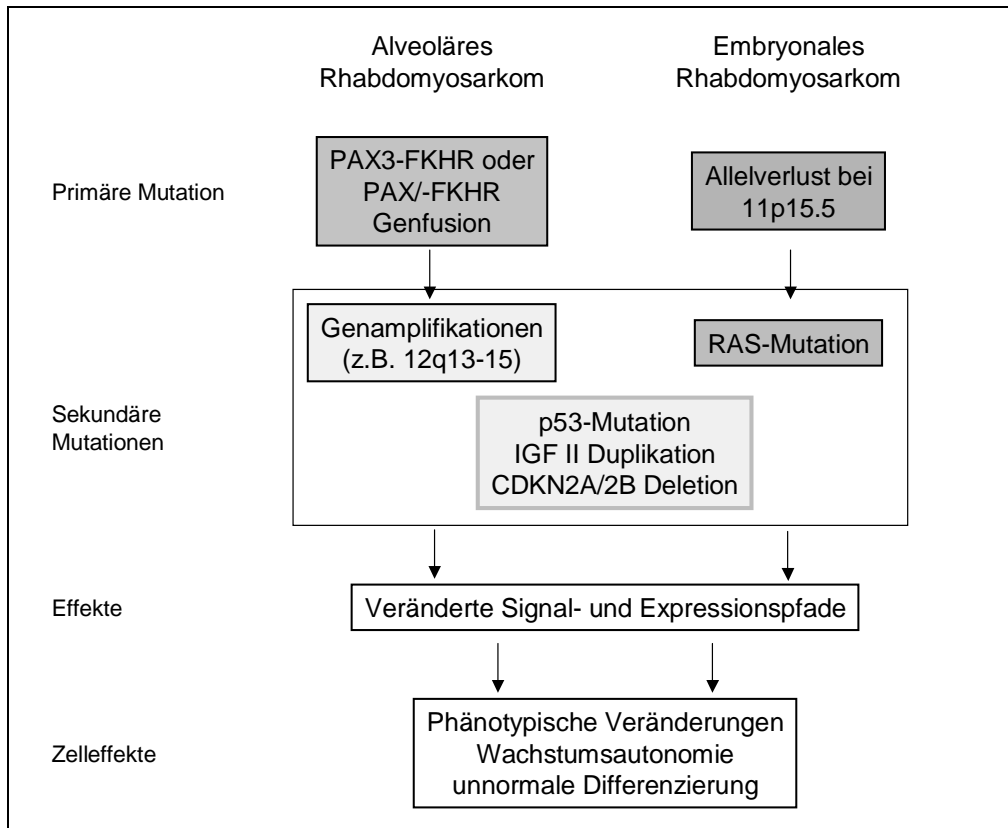 Alveoläres
Rhabdomyosarkom
Embryonales
Rhabdomyosarkom
Primäre Mutation
PAX3-FKHR oder
PAX/-FKHR
Genfusion
Allelverlust bei
11p15.5
Sekundäre
Mutationen
Genamplifikationen
(z.B. 12q13-15)
RAS-Mutation
p53-Mutation
IGF II Duplikation
CDKN2A/2B Deletion
Effekte
Veränderte Signal- und Expressionspfade
Zelleffekte
Phänotypische Veränderungen
Wachstumsautonomie
unnormale Differenzierung